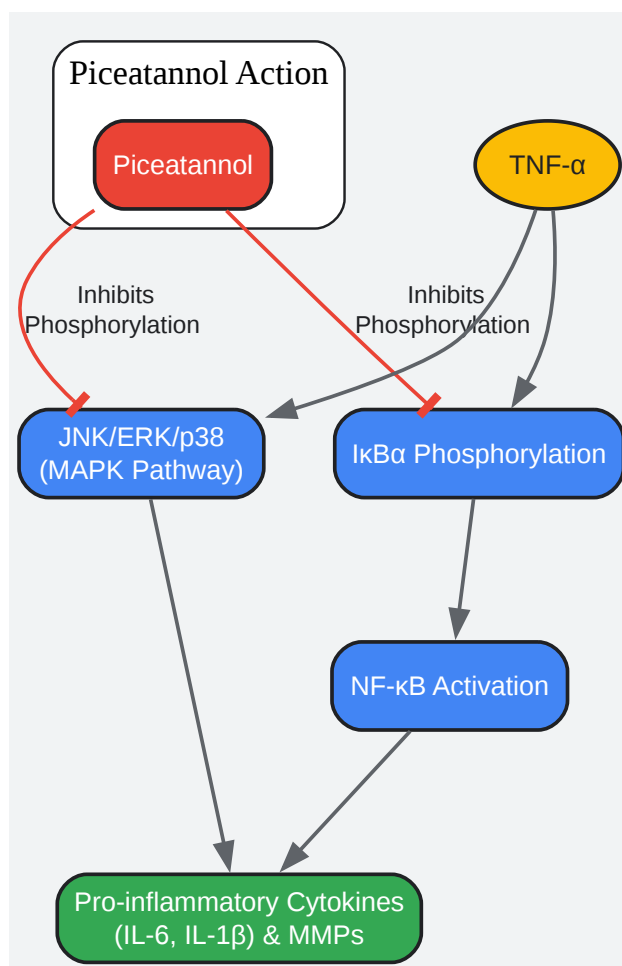 Piceatannol Action
Piceatannol
TNF-α
Inhibits
Phosphorylation
Inhibits
Phosphorylation
JNK/ERK/p38
(MAPK Pathway)
IκBα Phosphorylation
NF-κB Activation
Pro-inflammatory Cytokines
(IL-6, IL-1β) & MMPs